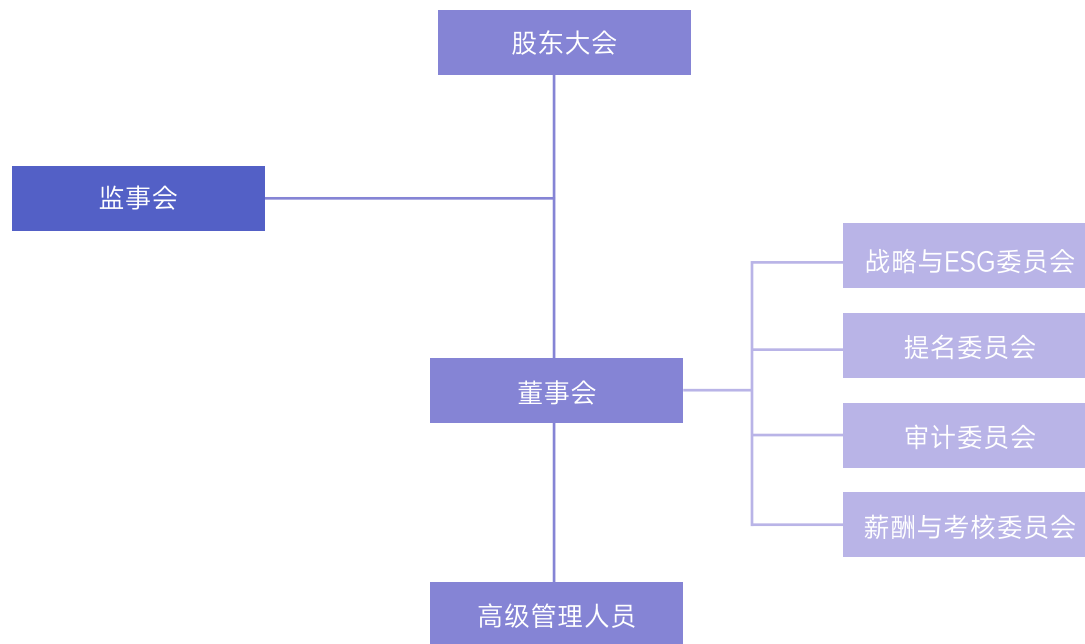 股东大会
监事会
战略与ESG委员会
提名委员会
董事会
审计委员会
薪酬与考核委员会
高级管理人员